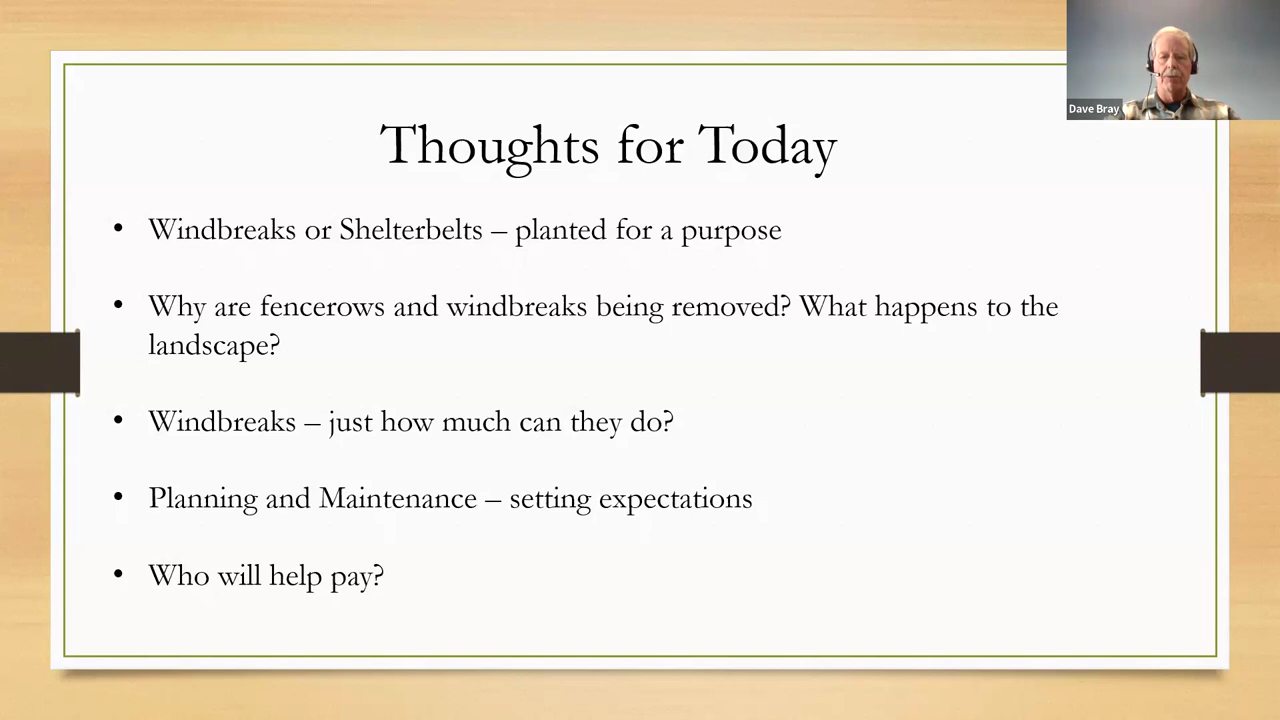 Dave Bray
Thoughts for Today
• Windbreaks or Shelterbelts – planted for a purpose
• Why are fencerows and windbreaks being removed? What happens to the
landscape?
• Windbreaks – just how much can they do?
• Planning and Maintenance – setting expectations
• Who will help pay?